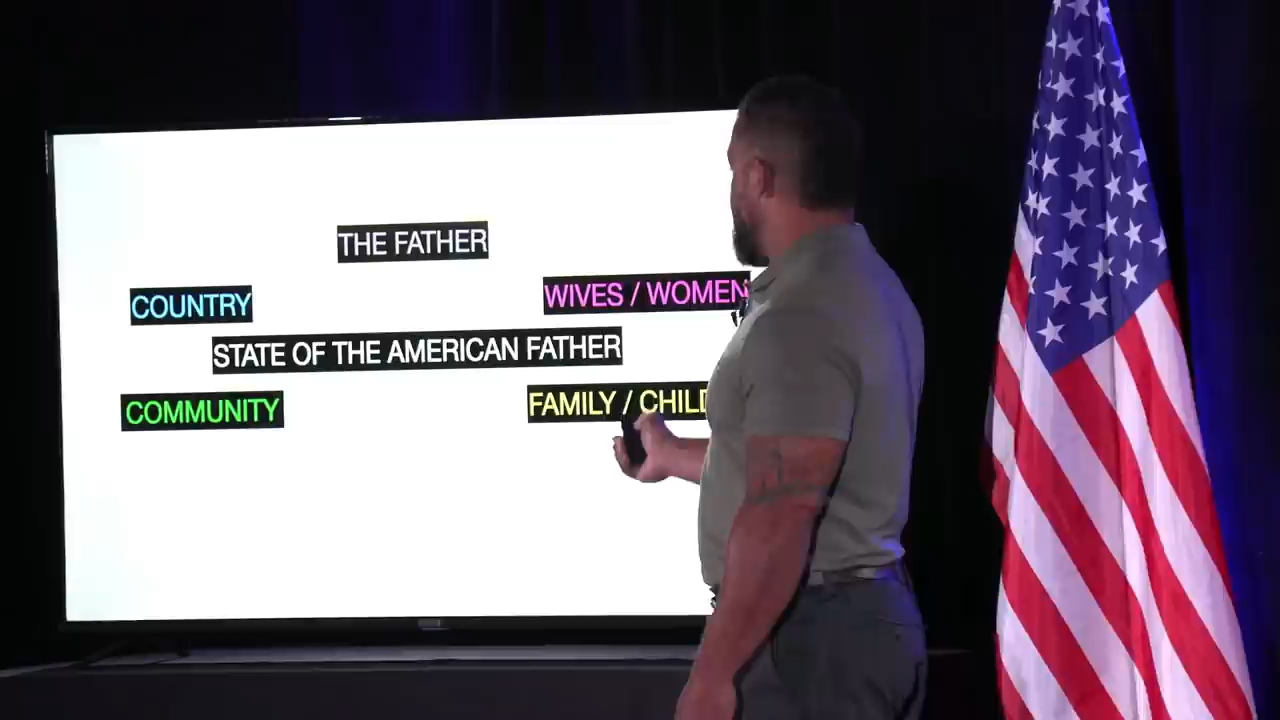 THE FATHER
COUNTRY
WIVES / WOMEN
STATE OF THE AMERICAN FATHER
COMMUNITY
FAMILY /